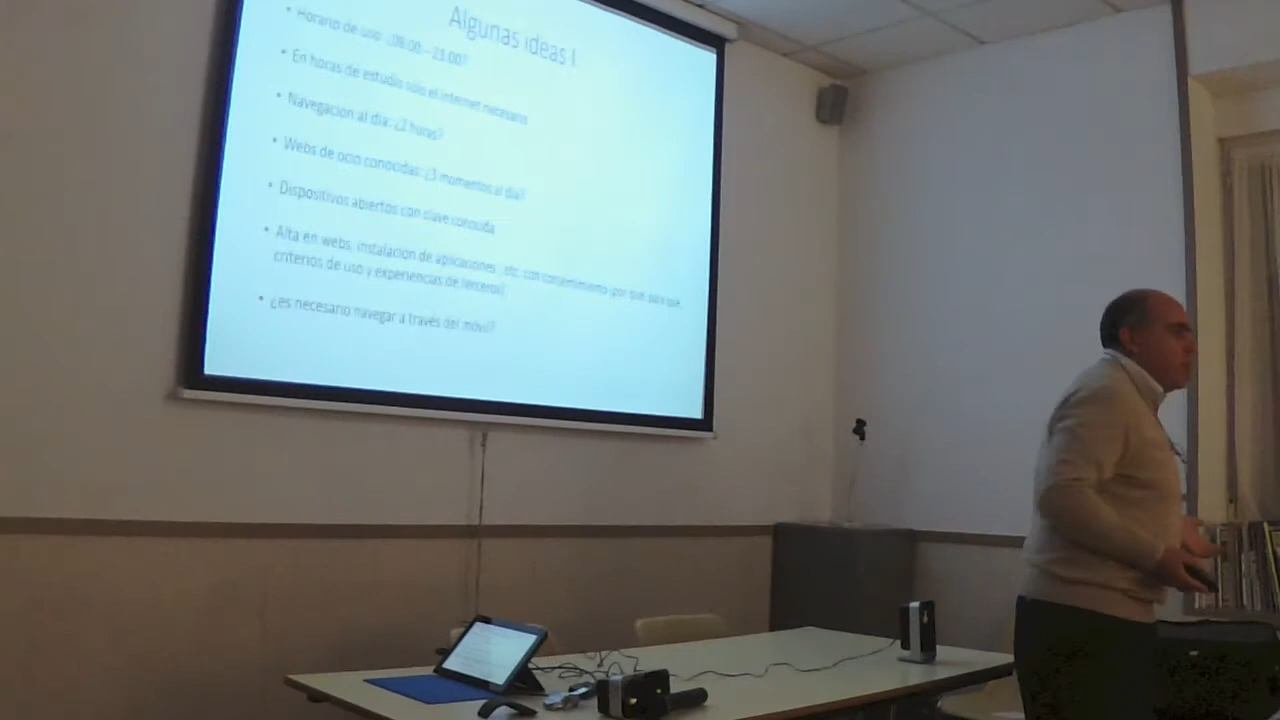 Algunas ideas I
• Horario de uso: ¿08:00 – 23:00?
• En horas de estudio sólo el internet necesario
• Navegación al día: ¿2 horas?
• Webs de ocio conocidas: ¿3 momentos al día?
• Dispositivos abiertos con clave conocida
• Alta en webs, instalación de aplicaciones, etc. con consentimiento (por qué, para qué,
criterios de uso y experiencias de terceros)
• ¿es necesario navegar a través del móvil?